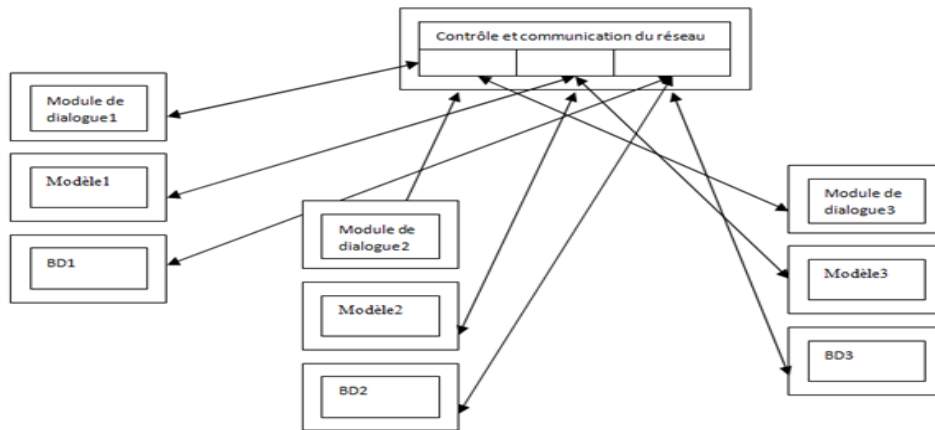 Contrôle et communication du réseau
Module de
dialogue1
Modèle1
BD1
Module de
dialogue2
Modèle2
BD2
Module de
dialogue3
Modèle3
BD3